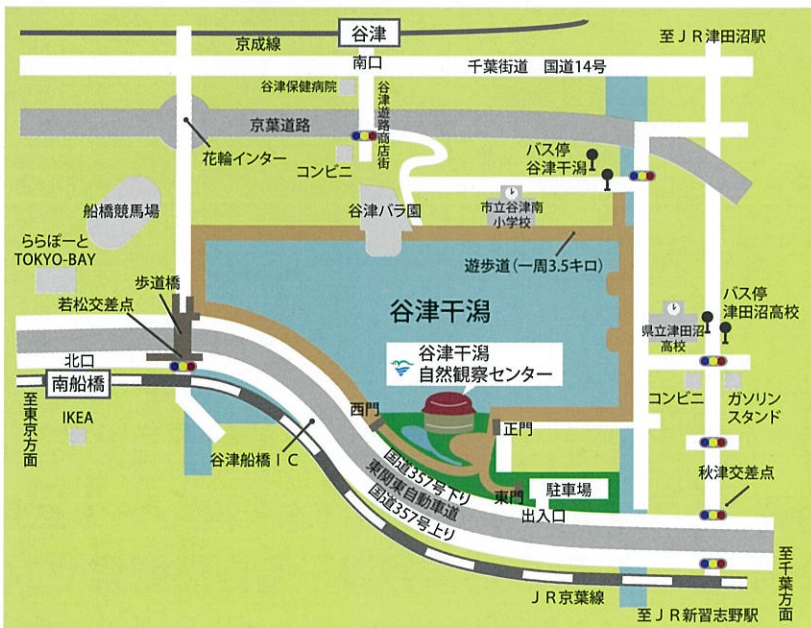 谷津
至JR津田沼駅
京成線
南口
千葉街道 国道14号
谷津保健病院
谷津遊路商店街
京葉道路
花輪インター
コンビニ
バス停
谷津干潟
船橋競馬場
谷津バラ園
市立谷津南
小学校
ららぽーと
TOKYO-BAY
遊歩道(一周3.5キロ)
歩道橋
若松交差点
谷津干潟
バス停
津田沼高校
県立津田沼
高校
谷津干潟
自然観察センター
北口
南船橋
至東京方面
IKEA
西門
正門
コンビニ
ガソリン
スタンド
谷津船橋IC
国道357号下り
東関東自動車道
国道357号上り
東門
駐車場
出入口
秋津交差点
JR京葉線
至千葉方面
至JR新習志野駅